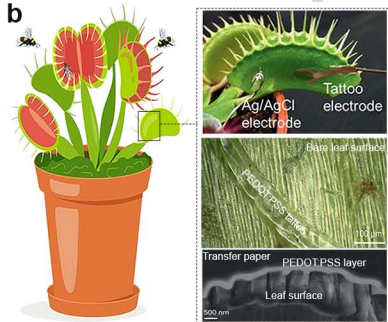 b
Tattoo
Ag/AgCl
electrode
electrode
Bare leaf surface
PEDOT:PSS tattoo
100 µm
Transfer paper
PEDOT:PSS layer
Leaf surface
500 nm